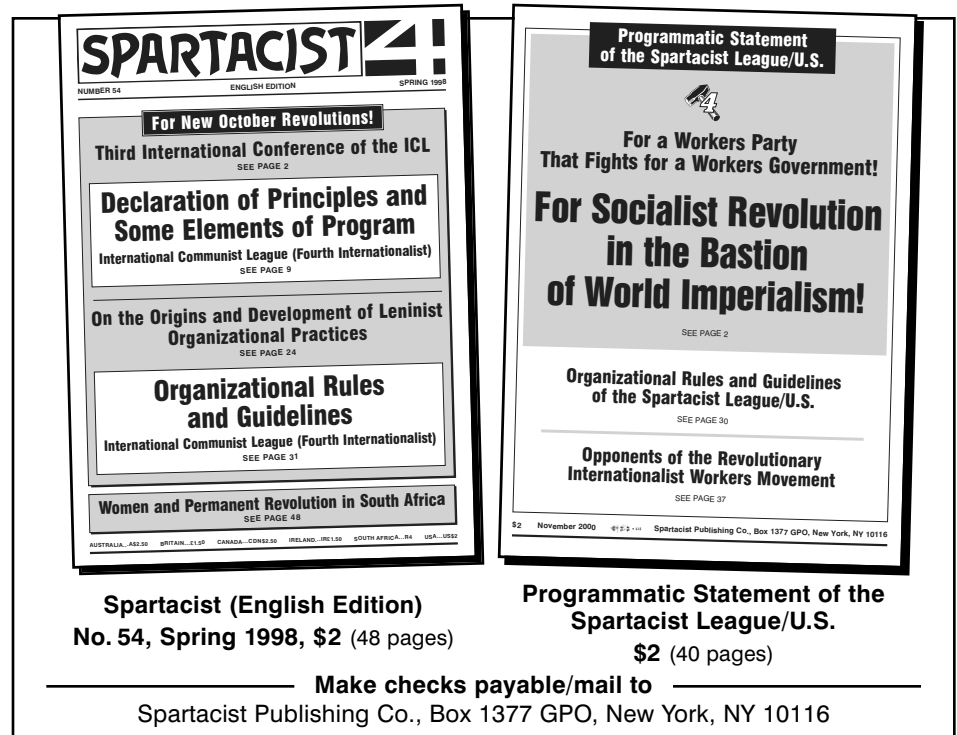 SPARTACIST
NUMBER 54 ENGLISH EDITION SPRING 1998
For New October Revolutions!
Third International Conference of the ICL
SEE PAGE 2
Declaration of Principles and
Some Elements of Program
International Communist League (Fourth Internationalist)
SEE PAGE 9
On the Origins and Development of Leninist
Organizational Practices
SEE PAGE 24
Organizational Rules
and Guidelines
International Communist League (Fourth Internationalist)
SEE PAGE 31
Women and Permanent Revolution in South Africa
SEE PAGE 48
AUSTRALIA...A$2.50 BRITAIN...£1.50 CANADA...CDN$2.50 IRELAND...IR£1.50 SOUTH AFRICA...R4 USA...US$2
Spartacist (English Edition)
No. 54, Spring 1998, $2 (48 pages)
Programmatic Statement
of the Spartacist League/U.S.
4
For a Workers Party
That Fights for a Workers Government!
For Socialist Revolution
in the Bastion
of World Imperialism!
SEE PAGE 2
Organizational Rules and Guidelines
of the Spartacist League/U.S.
SEE PAGE 30
Opponents of the Revolutionary
Internationalist Workers Movement
SEE PAGE 37
$2 November 2000 Spartacist Publishing Co., Box 1377 GPO, New York, NY 10116
Programmatic Statement of the
Spartacist League/U.S.
$2 (40 pages)
Make checks payable/mail to
Spartacist Publishing Co., Box 1377 GPO, New York, NY 10116